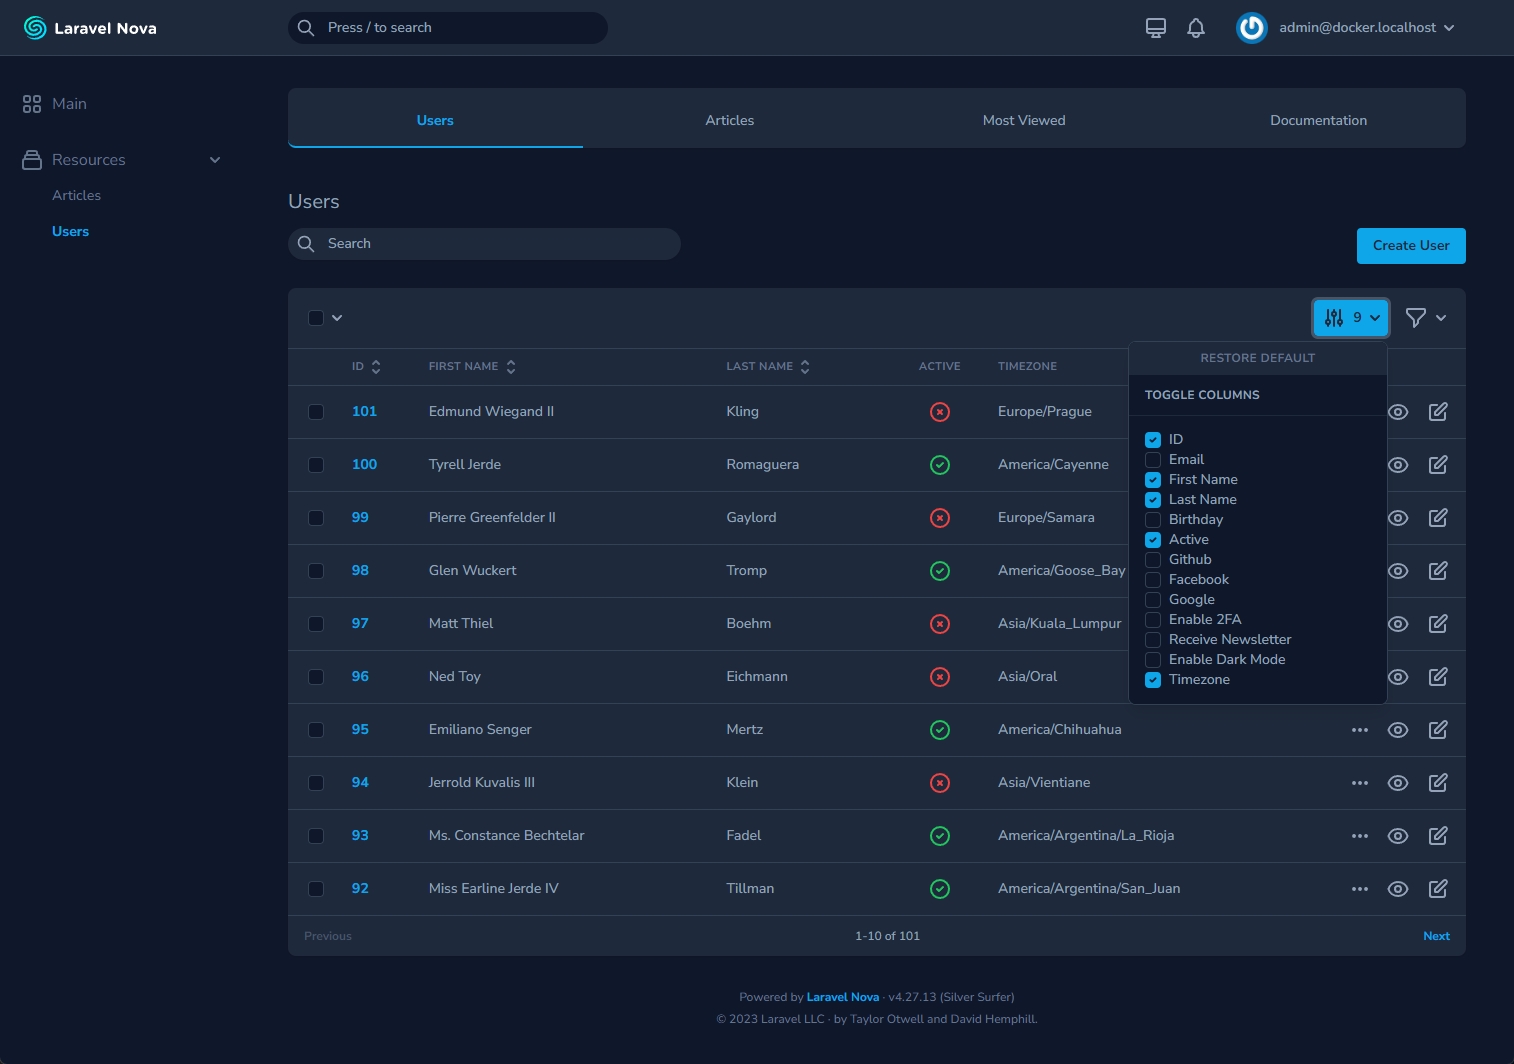 Laravel Nova
Press / to search
admin@docker.localhost
Main
Resources
Articles
Users
Users Articles Most Viewed Documentation
Users
Search
Create User
9
RESTORE DEFAULT
TOGGLE COLUMNS
ID
Email
First Name
Last Name
Birthday
Active
Github
Facebook
Google
Enable 2FA
Receive Newsletter
Enable Dark Mode
Timezone
ID FIRST NAME LAST NAME ACTIVE TIMEZONE
101 Edmund Wiegand II Kling Europe/Prague
100 Tyrell Jerde Romaguera America/Cayenne
99 Pierre Greenfelder II Gaylord Europe/Samara
98 Glen Wuckert Tromp America/Goose_Bay
97 Matt Thiel Boehm Asia/Kuala_Lumpur
96 Ned Toy Eichmann Asia/Oral
95 Emiliano Senger Mertz America/Chihuahua
94 Jerrold Kuvalis III Klein Asia/Vientiane
93 Ms. Constance Bechtelar Fadel America/Argentina/La_Rioja
92 Miss Earline Jerde IV Tillman America/Argentina/San_Juan
Previous 1-10 of 101 Next
Powered by Laravel Nova · v4.27.13 (Silver Surfer)
© 2023 Laravel LLC · by Taylor Otwell and David Hemphill.